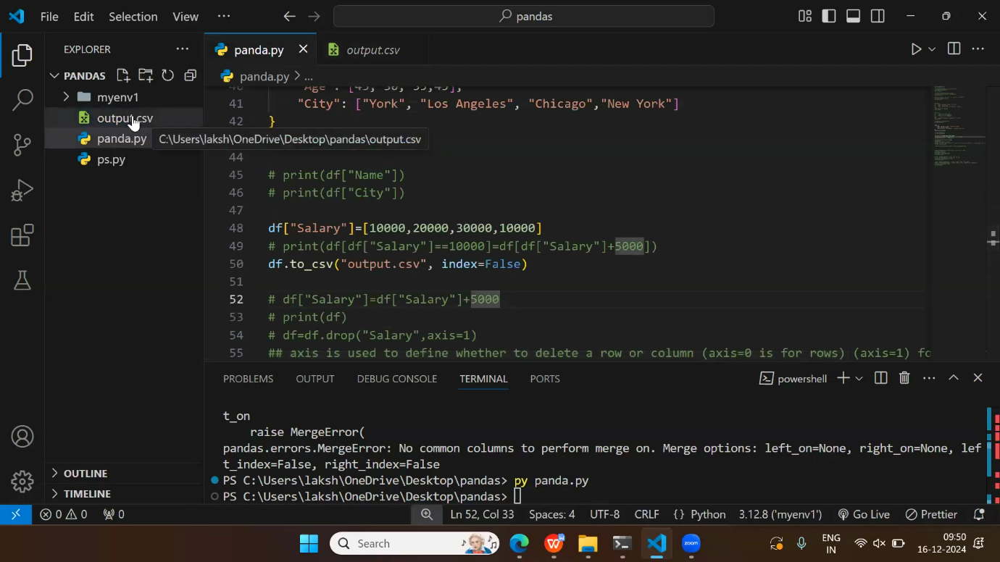 File Edit Selection View ··· pandas
EXPLORER ···
panda.py output.csv
PANDAS
panda.py > ...
myenv1
output.csv
panda.py
ps.py
C:\Users\laksh\OneDrive\Desktop\pandas\output.csv
41 "City": ["York", "Los Angeles", "Chicago","New York"]
42 }
44
45 # print(df["Name"])
46 # print(df["City"])
47
48 df["Salary"]=[10000,20000,30000,10000]
49 # print(df[df["Salary"]==10000]=df[df["Salary"]+5000])
50 df.to_csv("output.csv", index=False)
51
52 # df["Salary"]=df["Salary"]+5000
53 # print(df)
54 # df=df.drop("Salary",axis=1)
55 ## axis is used to define whether to delete a row or column (axis=0 is for rows) (axis=1) fo
PROBLEMS OUTPUT DEBUG CONSOLE TERMINAL PORTS powershell
t_on
raise MergeError(
pandas.errors.MergeError: No common columns to perform merge on. Merge options: left_on=None, right_on=None, lef
t_index=False, right_index=False
PS C:\Users\laksh\OneDrive\Desktop\pandas> py panda.py
PS C:\Users\laksh\OneDrive\Desktop\pandas>
OUTLINE
TIMELINE
0 0 0 Ln 52, Col 33 Spaces: 4 UTF-8 CRLF {} Python 3.12.8 ('myenv1') Go Live Prettier
Search
ENG
IN
09:50
16-12-2024